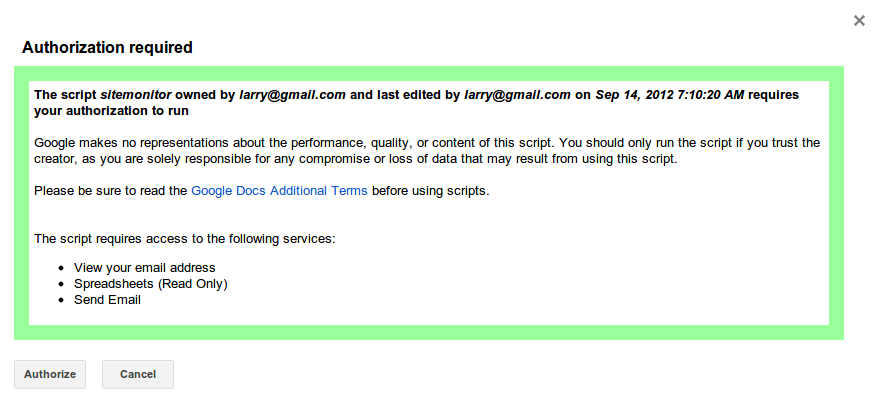 Authorization required
The script sitemonitor owned by larry@gmail.com and last edited by larry@gmail.com on Sep 14, 2012 7:10:20 AM requires
your authorization to run
Google makes no representations about the performance, quality, or content of this script. You should only run the script if you trust the
creator, as you are solely responsible for any compromise or loss of data that may result from using this script.
Please be sure to read the Google Docs Additional Terms before using scripts.
The script requires access to the following services:
• View your email address
• Spreadsheets (Read Only)
• Send Email
Authorize Cancel